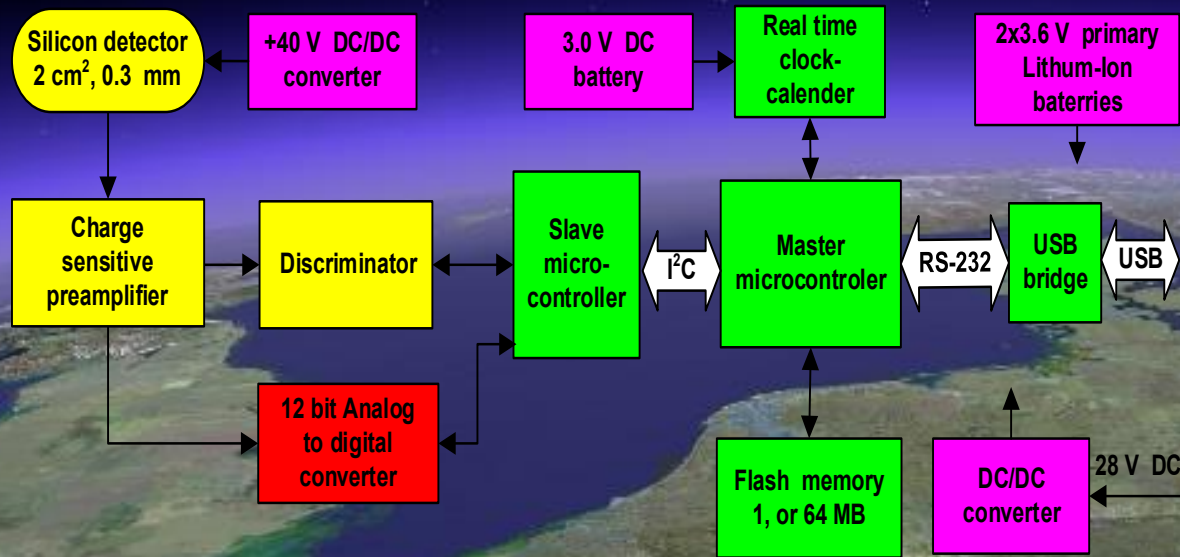 Silicon detector
2 cm², 0.3 mm
+40 V DC/DC
converter
3.0 V DC
battery
Real time
clock-
calender
2x3.6 V primary
Lithum-Ion
baterries
Charge
sensitive
preamplifier
Discriminator
Slave
micro-
controller
I²C
Master
microcontroler
RS-232
USB
bridge
USB
12 bit Analog
to digital
converter
Flash memory
1, or 64 MB
DC/DC
converter
28 V DC